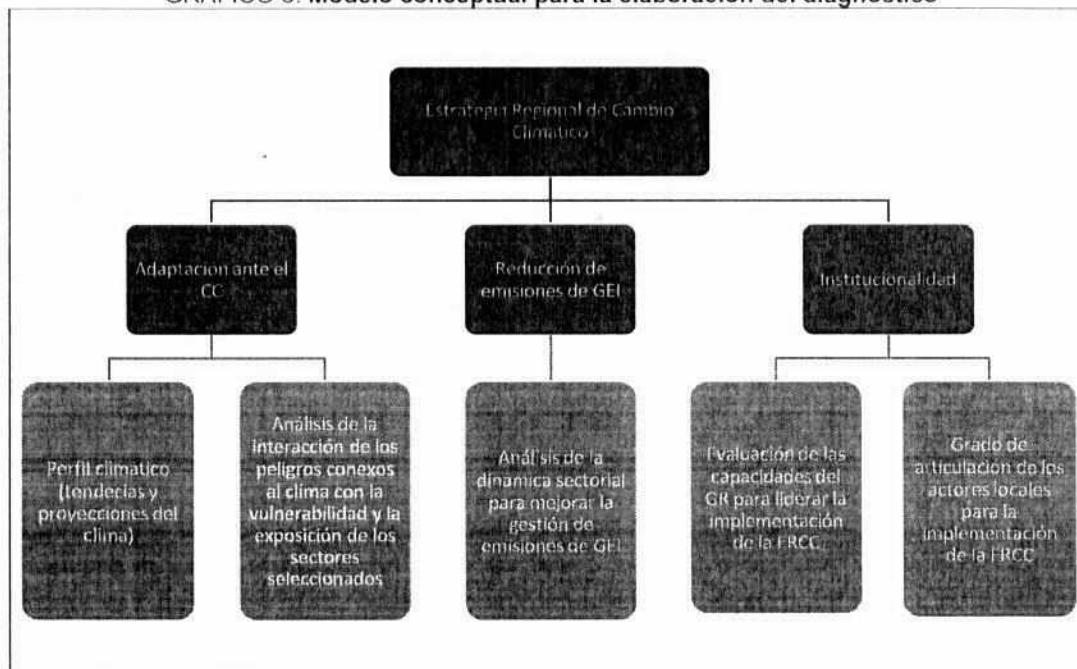 GRÁFICO 3. Modelo conceptual para la elaboración del diagnóstico
Estrategia Regional de Cambio
Climatico
Adaptacion ante el
CC
Reducción de
emisiones de GEI
Institucionalidad
Perfil climatico
(tendecias y
proyecciones del
clima)
Análisis de la
interacción de los
peligros conexos
al clima con la
vulnerabilidad y la
exposición de los
sectores
seleccionados
Análisis de la
dinamica sectorial
para mejorar la
gestión de
emisiones de GEI
Evaluación de las
capacidades del
GR para liderar la
implementación
de la ERCC
Grado de
articulacion de los
actores locales
para la
implementación
de la ERCC